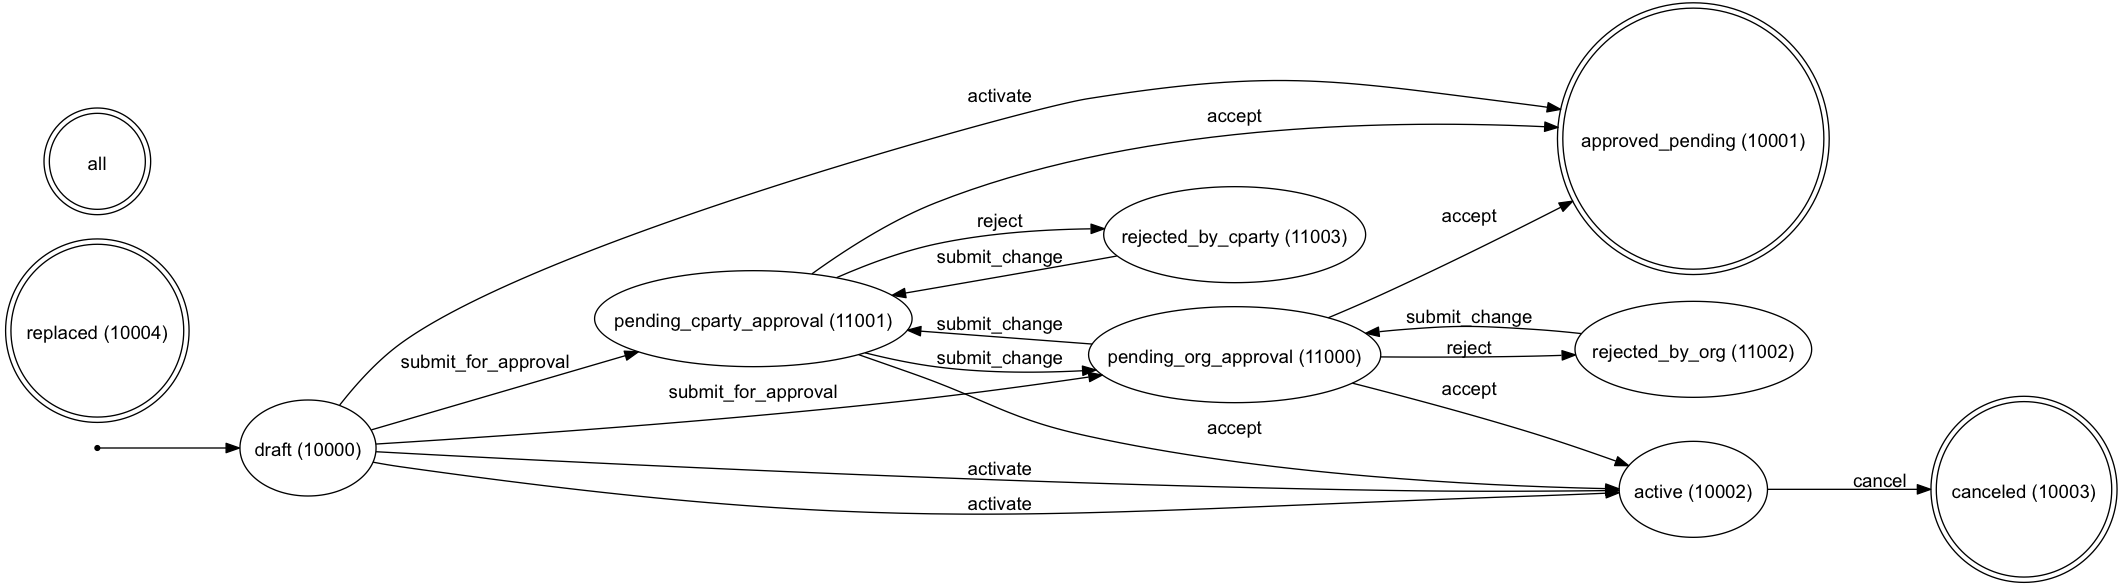 activate
accept
approved_pending (10001)
all
accept
reject
rejected_by_cparty (11003)
submit_change
pending_cparty_approval (11001)
submit_change
submit_change
replaced (10004)
submit_change
pending_org_approval (11000)
reject
rejected_by_org (11002)
submit_for_approval
submit_for_approval
accept
accept
draft (10000)
activate
activate
active (10002)
cancel
canceled (10003)